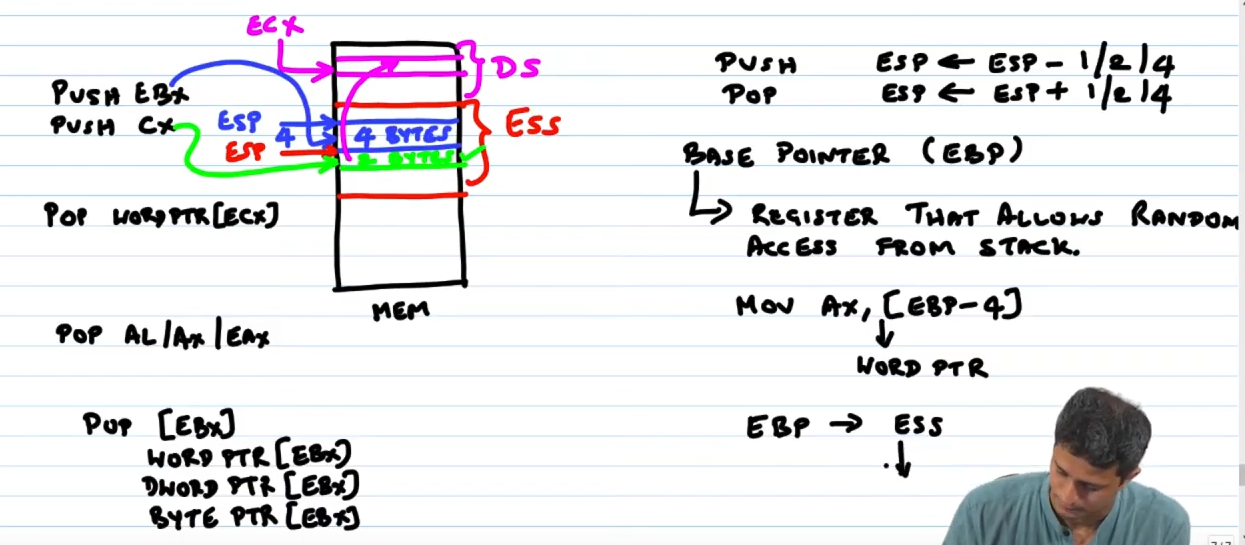 ECX
DS
PUSH EBX
PUSH CX
ESP
4
4 BYTES
ESS
ESP
2 BYTES
POP WORD PTR [ECX]
MEM
POP AL/AX/EAX
POP [EBX]
WORD PTR [EBX]
DWORD PTR [EBX]
BYTE PTR [EBX]
PUSH ESP ← ESP - 1/2/4
POP ESP ← ESP + 1/2/4
BASE POINTER (EBP)
↳ REGISTER THAT ALLOWS RANDOM
ACCESS FROM STACK.
MOV AX, [EBP-4]
↓
WORD PTR
EBP → ESS
↓